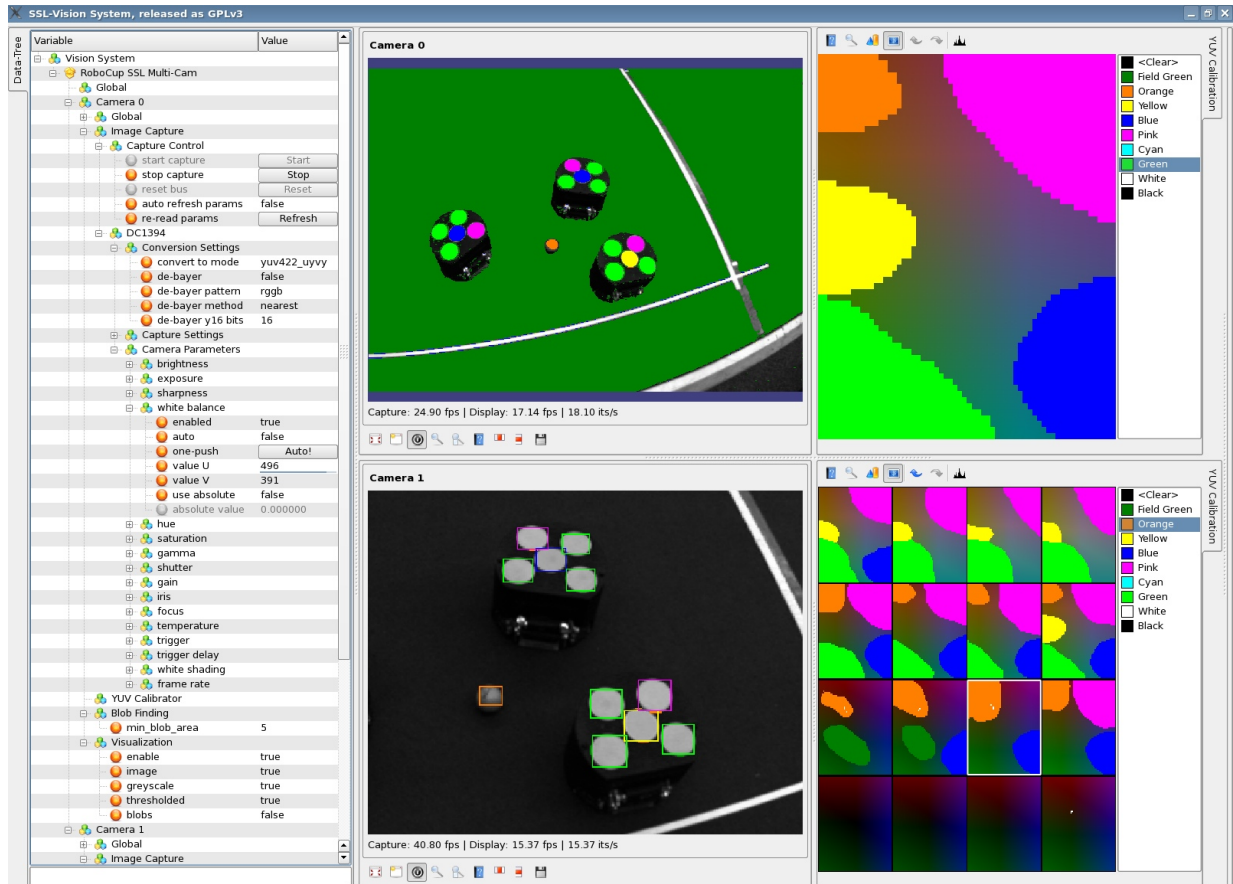 SSL-Vision System, released as GPLv3
Data-Tree
Variable Value
Vision System
RoboCup SSL Multi-Cam
Global
Camera 0
Global
Image Capture
Capture Control
start capture Start
stop capture Stop
reset bus Reset
auto refresh params false
re-read params Refresh
DC1394
Conversion Settings
convert to mode yuv422_uyvy
de-bayer false
de-bayer pattern rggb
de-bayer method nearest
de-bayer y16 bits 16
Capture Settings
Camera Parameters
brightness
exposure
sharpness
white balance
enabled true
auto false
one-push Auto!
value U 496
value V 391
use absolute false
absolute value 0.000000
hue
saturation
gamma
shutter
gain
iris
focus
temperature
trigger
trigger delay
white shading
frame rate
YUV Calibrator
Blob Finding
min_blob_area 5
Visualization
enable true
image true
greyscale true
thresholded true
blobs false
Camera 1
Global
Image Capture
Camera 0
Capture: 24.90 fps | Display: 17.14 fps | 18.10 its/s
<Clear>
Field Green
Orange
Yellow
Blue
Pink
Cyan
Green
White
Black
YUV Calibration
Camera 1
Capture: 40.80 fps | Display: 15.37 fps | 15.37 its/s
<Clear>
Field Green
Orange
Yellow
Blue
Pink
Cyan
Green
White
Black
YUV Calibration